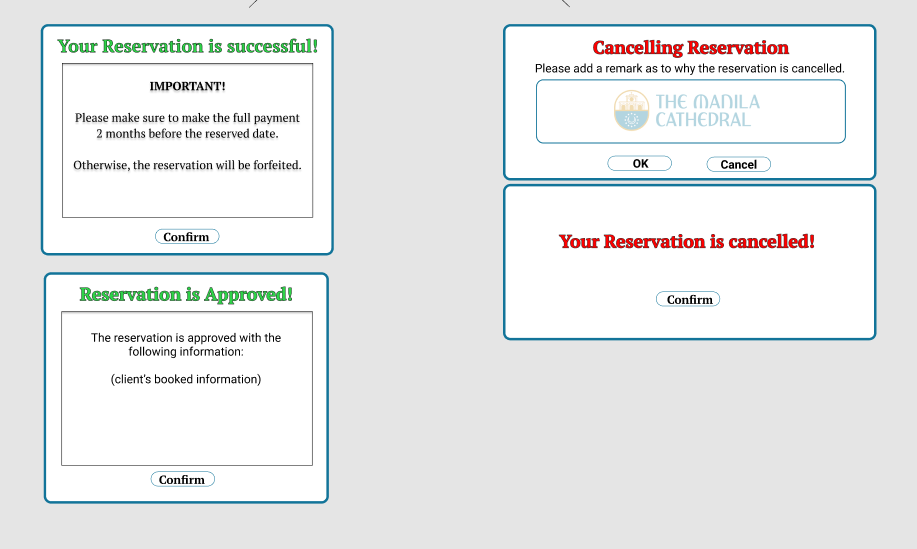 Your Reservation is successful!
IMPORTANT!
Please make sure to make the full payment
2 months before the reserved date.
Otherwise, the reservation will be forfeited.
Confirm
Reservation is Approved!
The reservation is approved with the
following information:
(client's booked information)
Confirm
Cancelling Reservation
Please add a remark as to why the reservation is cancelled.
THE MANILA
CATHEDRAL
OK
Cancel
Your Reservation is cancelled!
Confirm